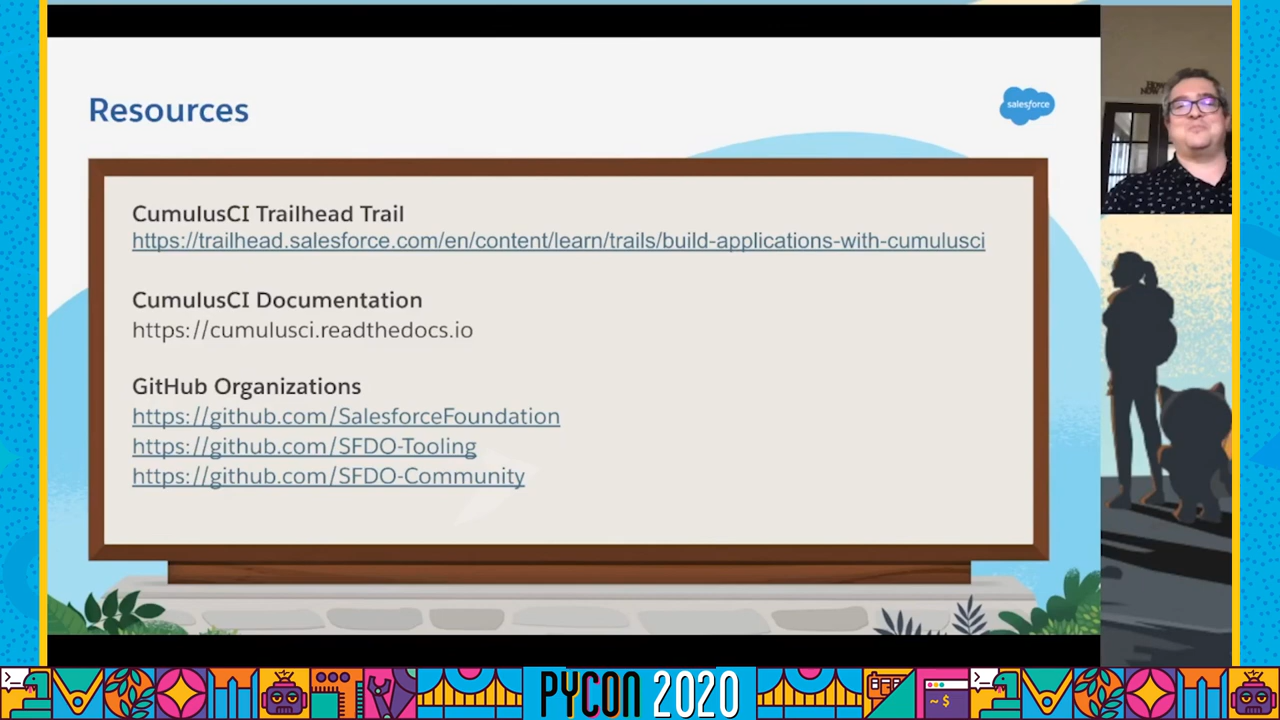 Resources
salesforce
CumulusCI Trailhead Trail
https://trailhead.salesforce.com/en/content/learn/trails/build-applications-with-cumulusci
CumulusCI Documentation
https://cumulusci.readthedocs.io
GitHub Organizations
https://github.com/SalesforceFoundation
https://github.com/SFDO-Tooling
https://github.com/SFDO-Community
PYCON 2020
~ $